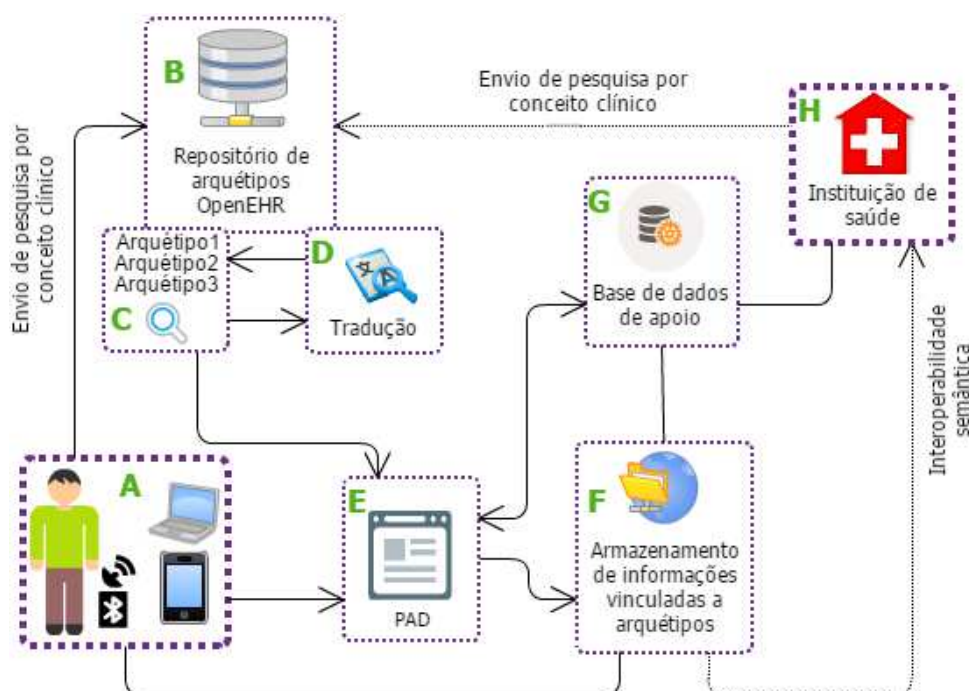 B
Repositório de
arquétipos
OpenEHR
Envio de pesquisa por
conceito clínico
H
Instituição de
saúde
Envio de pesquisa por
conceito clínico
Arquétipo1
Arquétipo2
Arquétipo3
C
D
Tradução
G
Base de dados
de apoio
Interoperabilidade
semântica
A
E
PAD
F
Armazenamento
de informações
vinculadas a
arquétipos